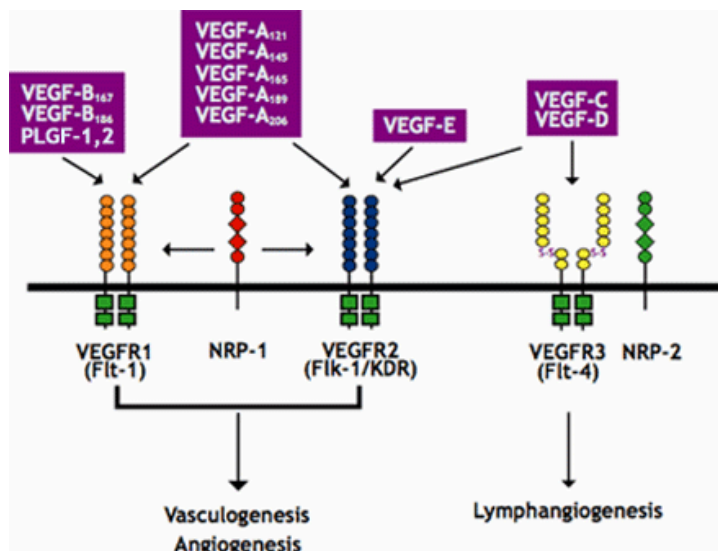 VEGF-B₁₆₇
VEGF-B₁₈₆
PLGF-1,2
VEGF-A₁₂₁
VEGF-A₁₄₅
VEGF-A₁₆₅
VEGF-A₁₈₉
VEGF-A₂₀₆
VEGF-E
VEGF-C
VEGF-D
S-S
S-S
VEGFR1
(Flt-1)
NRP-1
VEGFR2
(Flk-1/KDR)
VEGFR3
(Flt-4)
NRP-2
Vasculogenesis
Angiogenesis
Lymphangiogenesis